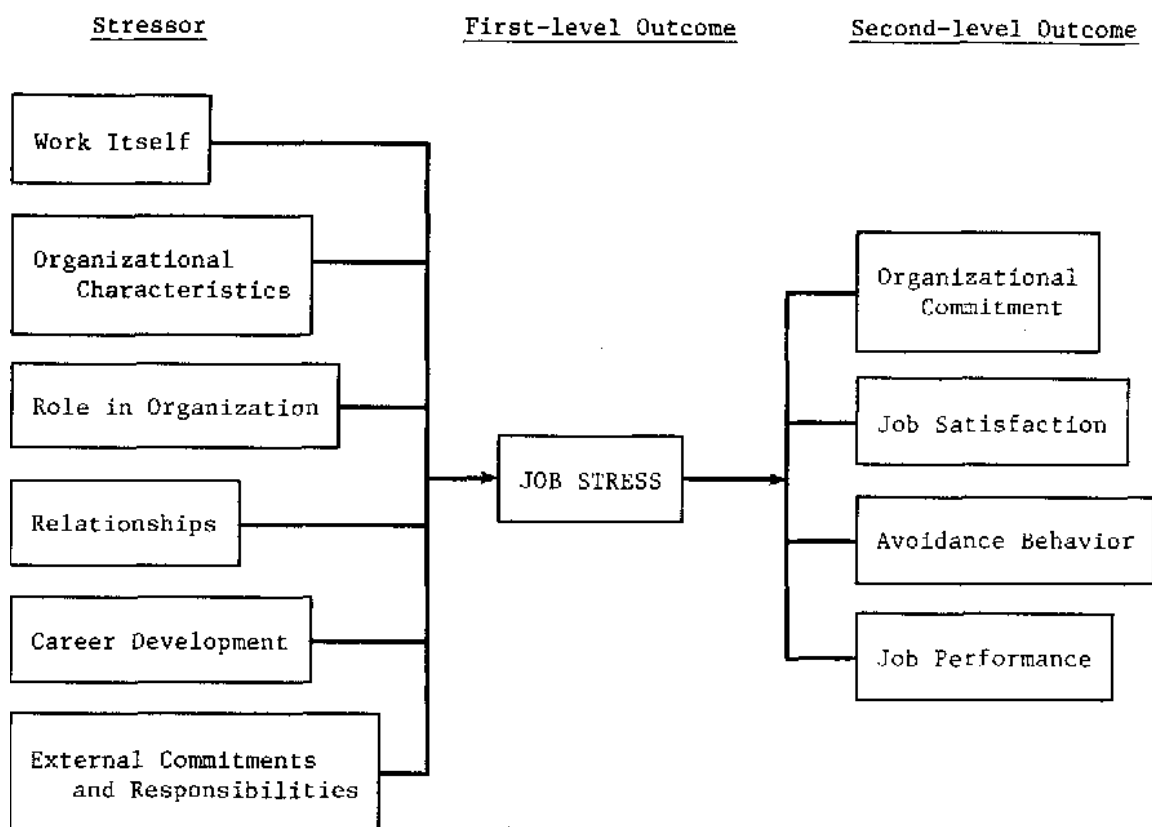 Stressor
First-level Outcome
Second-level Outcome
Work Itself
Organizational
Characteristics
Role in Organization
Relationships
Career Development
External Commitments
and Responsibilities
JOB STRESS
Organizational
Commitment
Job Satisfaction
Avoidance Behavior
Job Performance